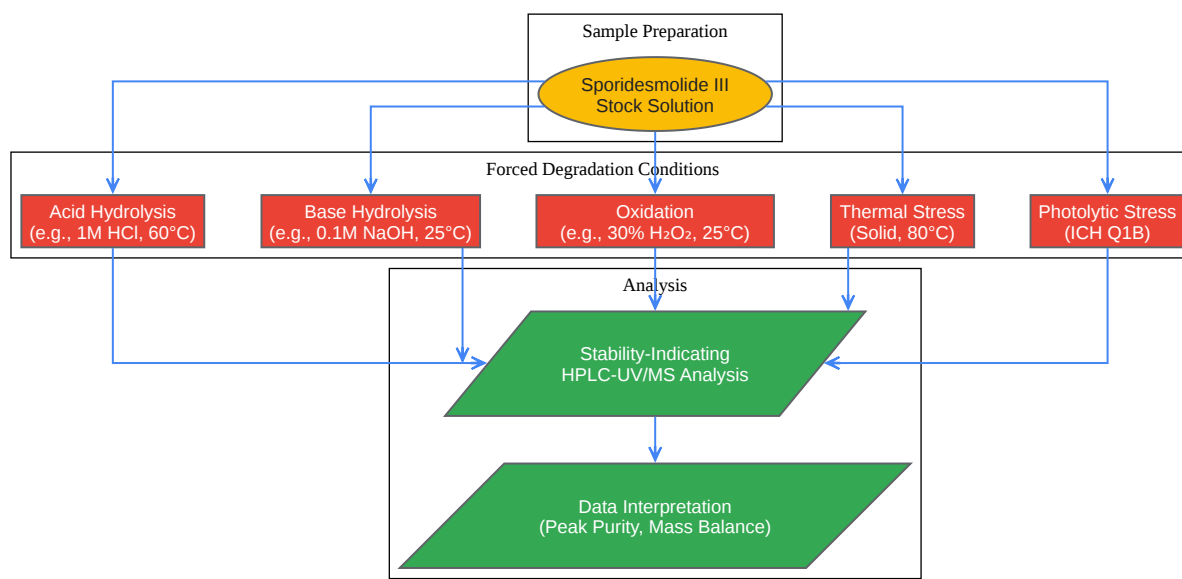 Sample Preparation
Sporidesmolide III
Stock Solution
Forced Degradation Conditions
Acid Hydrolysis
(e.g., 1M HCl, 60°C)
Base Hydrolysis
(e.g., 0.1M NaOH, 25°C)
Oxidation
(e.g., 30% H₂O₂, 25°C)
Thermal Stress
(Solid, 80°C)
Photolytic Stress
(ICH Q1B)
Analysis
Stability-Indicating
HPLC-UV/MS Analysis
Data Interpretation
(Peak Purity, Mass Balance)